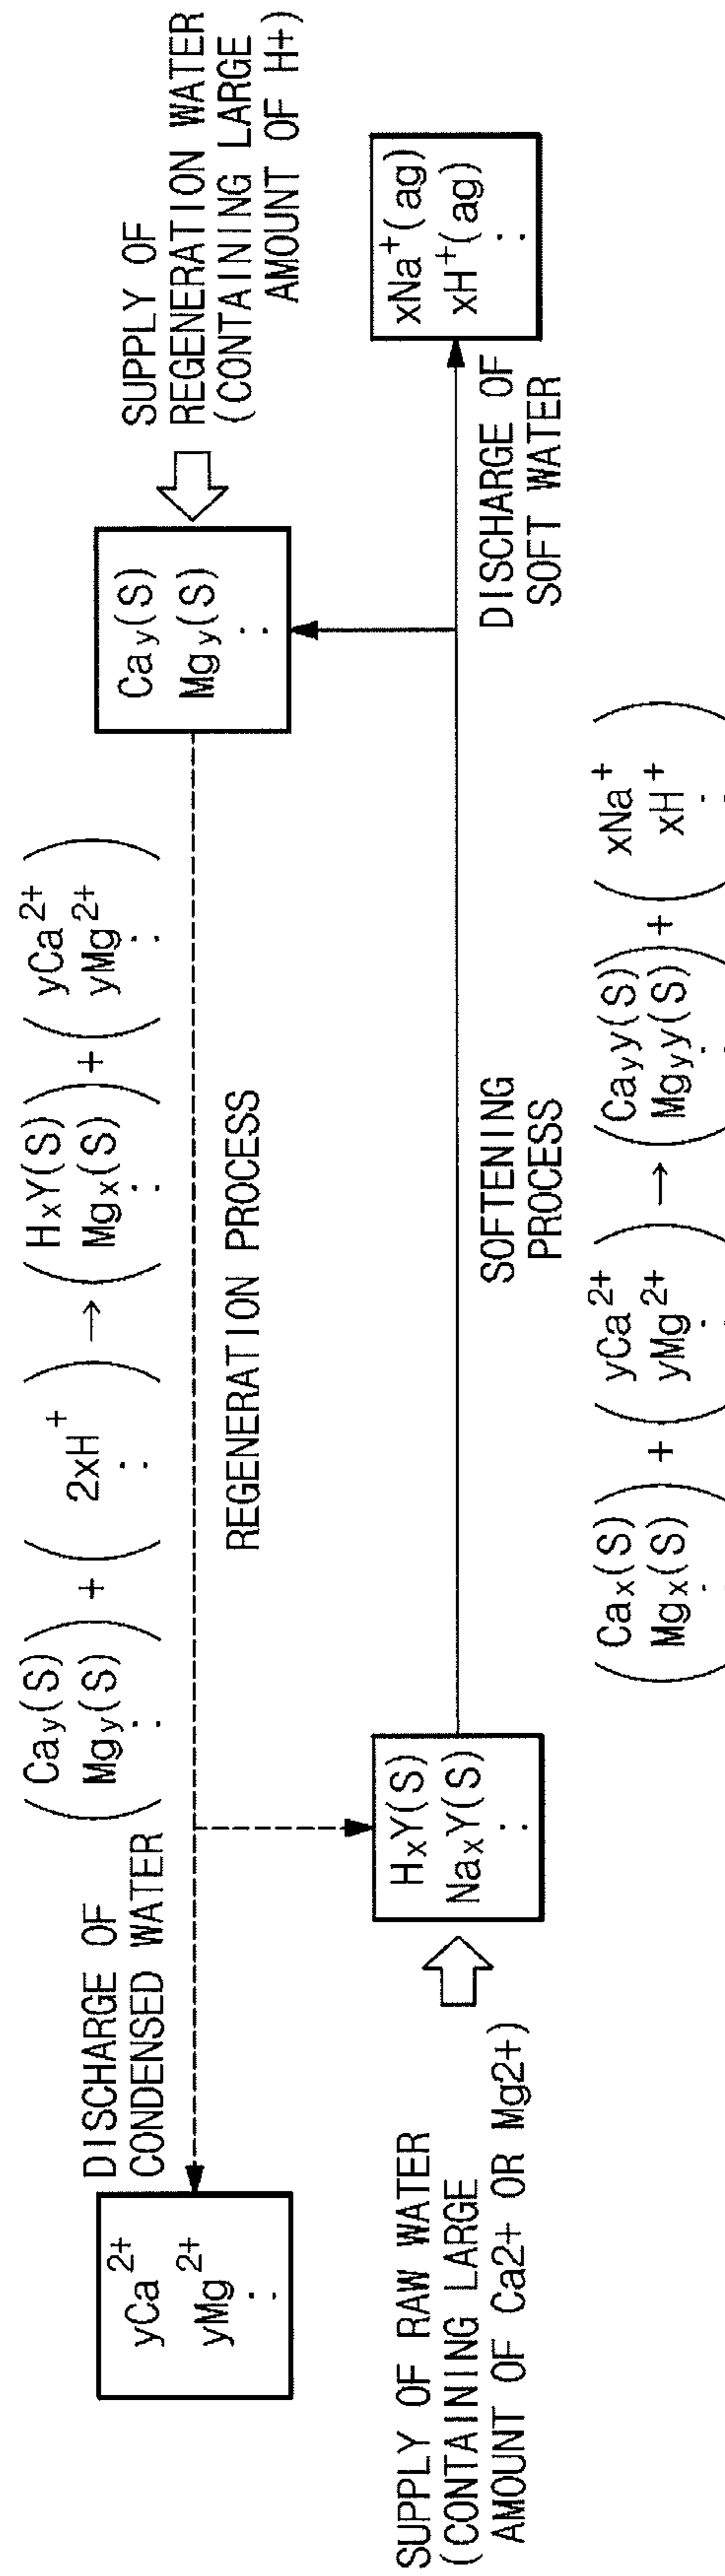 (Cay(S) + (2xH+) → (HxY(S) + (yCa2+
Mgy(S)) Mgx(S)) yMg2+)
:
SUPPLY OF
REGENERATION WATER
(CONTAINING LARGE
AMOUNT OF H+)
DISCHARGE OF
CONDENSED WATER
yCa2+
yMg2+
:
REGENERATION PROCESS
Cay(S)
Mgy(S)
:
SUPPLY OF RAW WATER
(CONTAINING LARGE
AMOUNT OF Ca2+ OR Mg2+)
HxY(S)
NaxY(S)
:
SOFTENING
PROCESS
DISCHARGE OF
SOFT WATER
xNa+(ag)
xH+(ag)
:
(Cax(S) + (yCa2+ → (Cayy(S) + (xNa+
Mgx(S)) yMg2+) Mgyy(S)) xH+)
: